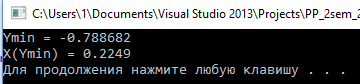 C:\Users\1\Documents\Visual Studio 2013\Projects\PP_2sem_2
Ymin = -0.788682
X(Ymin) = 0.2249
Для продолжения нажмите любую клавишу . . .